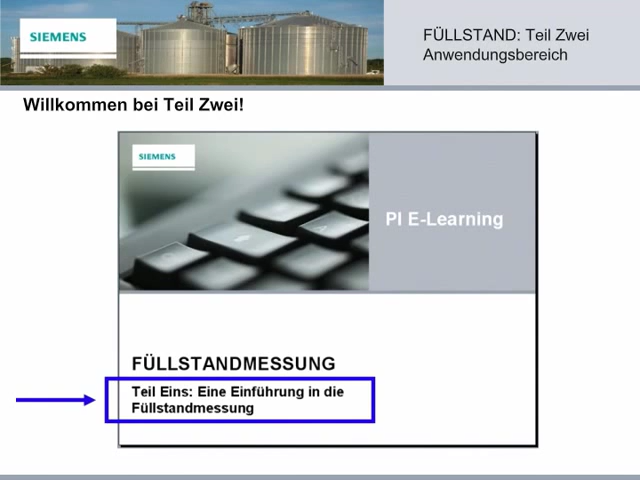 SIEMENS
FÜLLSTAND: Teil Zwei
Anwendungsbereich
Willkommen bei Teil Zwei!
SIEMENS
PI E-Learning
FÜLLSTANDMESSUNG
Teil Eins: Eine Einführung in die
Füllstandmessung